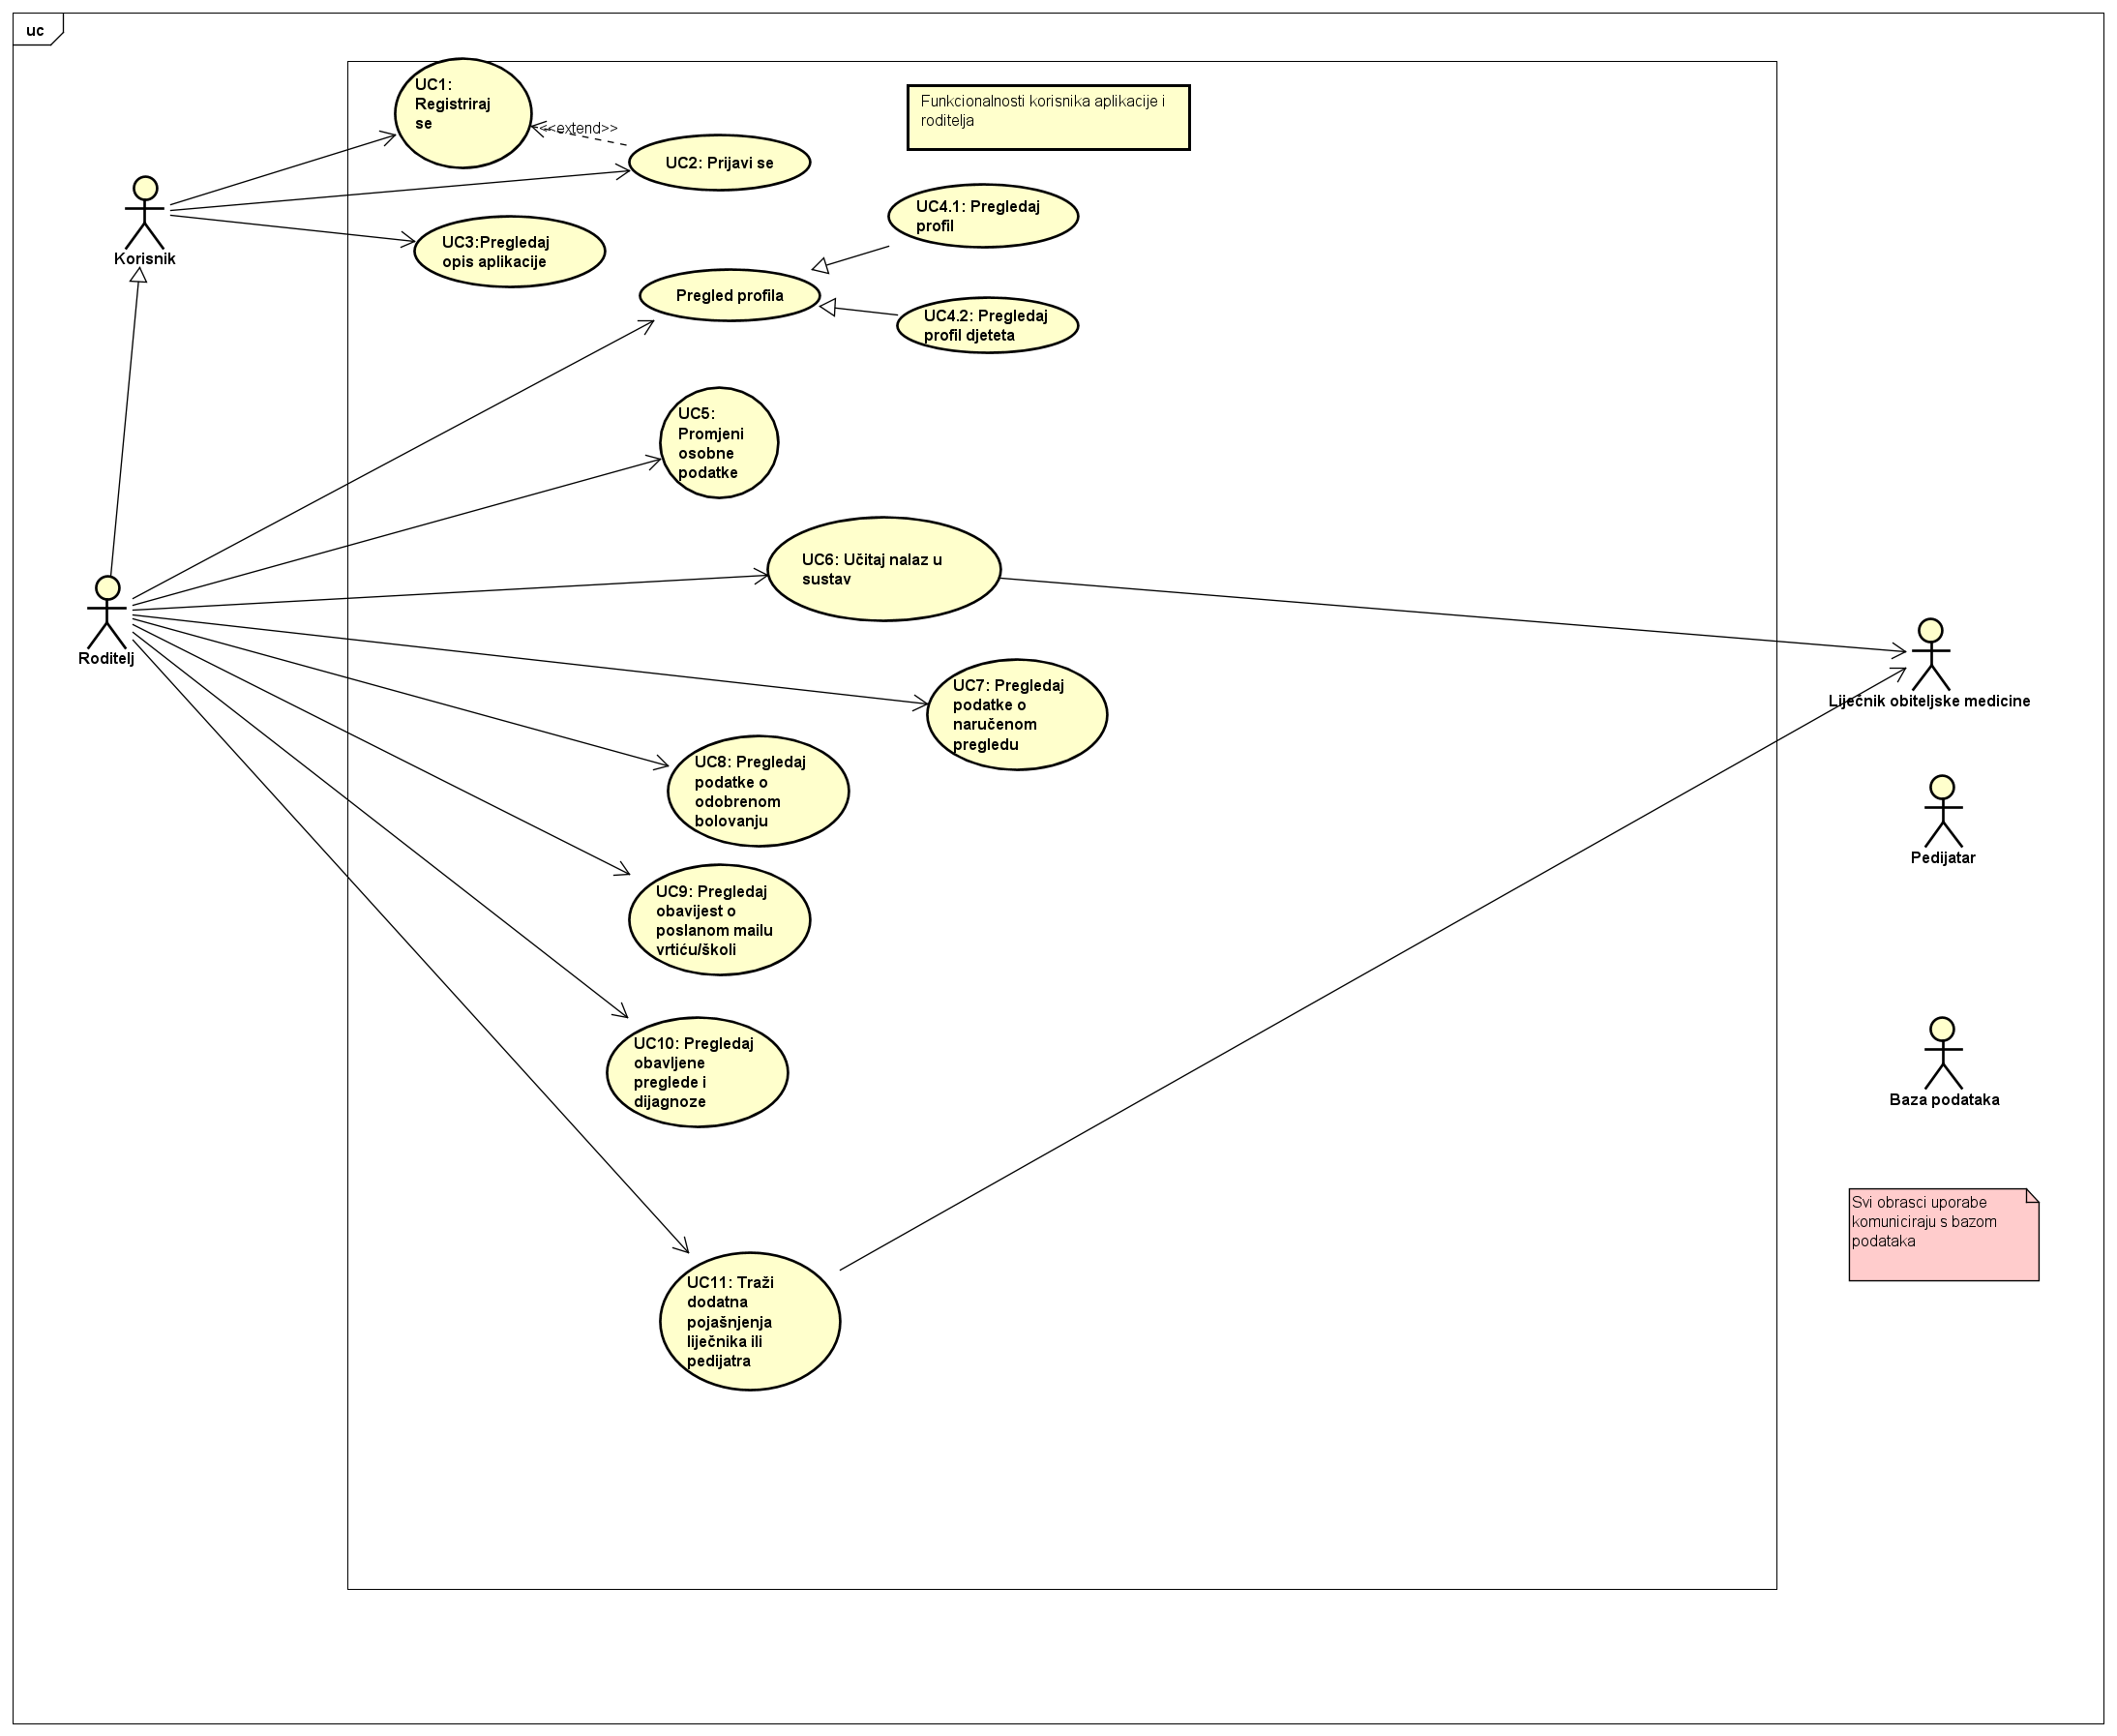 uc
UC1:
Registriraj
se
<<extend>>
UC2: Prijavi se
Funkcionalnosti korisnika aplikacije i
roditelja
Korisnik
UC3:Pregledaj
opis aplikacije
UC4.1: Pregledaj
profil
Pregled profila
UC4.2: Pregledaj
profil djeteta
UC5:
Promjeni
osobne
podatke
UC6: Učitaj nalaz u
sustav
Roditelj
Liječnik obiteljske medicine
UC7: Pregledaj
podatke o
naručenom
pregledu
UC8: Pregledaj
podatke o
odobrenom
bolovanju
Pedijatar
UC9: Pregledaj
obavijest o
poslanom mailu
vrtiću/školi
UC10: Pregledaj
obavljene
preglede i
dijagnoze
Baza podataka
Svi obrasci uporabe
komuniciraju s bazom
podataka
UC11: Traži
dodatna
pojašnjenja
liječnika ili
pedijatra